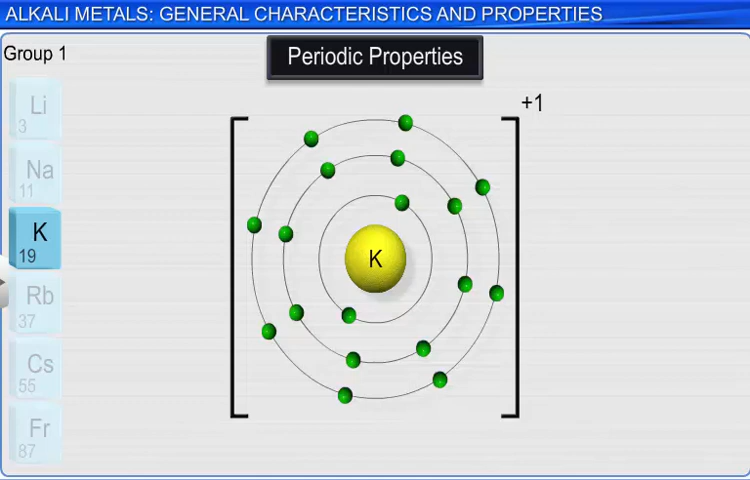 ALKALI METALS: GENERAL CHARACTERISTICS AND PROPERTIES
Group 1
Periodic Properties
+1
Li
3
Na
11
K
19
Rb
37
Cs
55
Fr
87
K